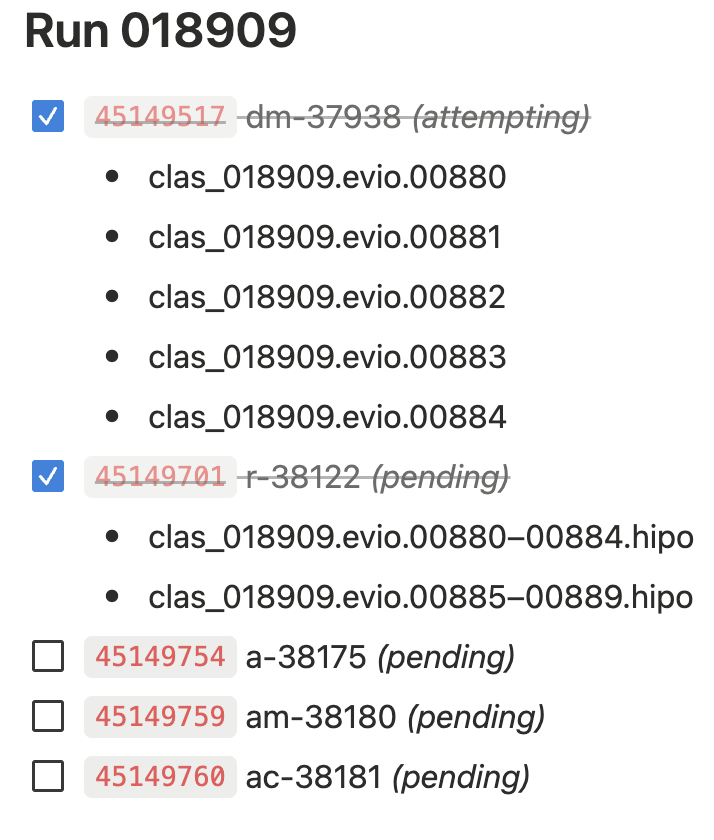 Run 018909
45149517 dm-37938 (attempting)
clas_018909.evio.00880
clas_018909.evio.00881
clas_018909.evio.00882
clas_018909.evio.00883
clas_018909.evio.00884
45149701 r-38122 (pending)
clas_018909.evio.00880–00884.hipo
clas_018909.evio.00885–00889.hipo
45149754 a-38175 (pending)
45149759 am-38180 (pending)
45149760 ac-38181 (pending)